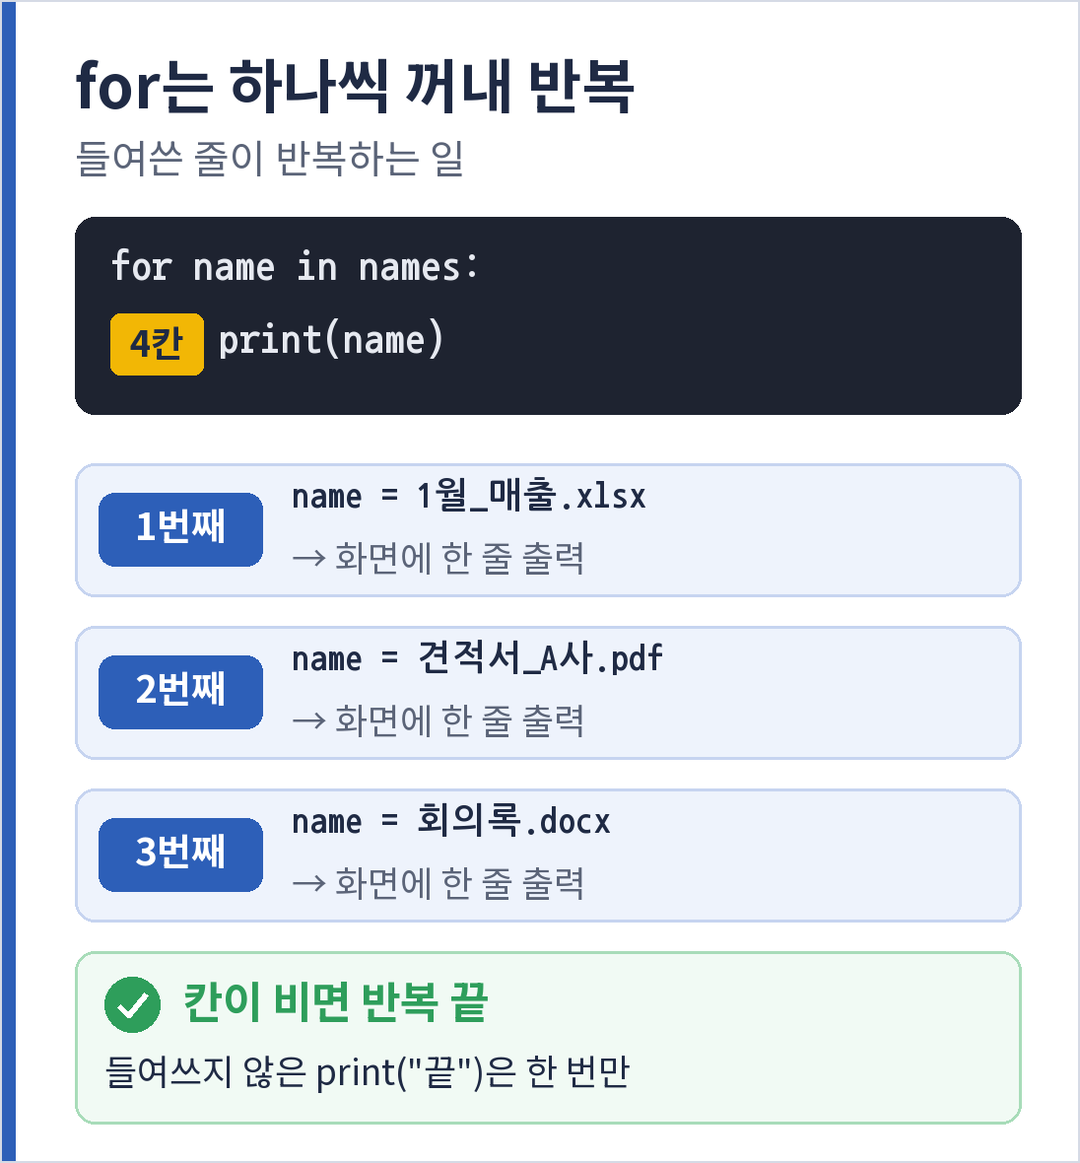 for는 하나씩 꺼내 반복
들여쓴 줄이 반복하는 일
for name in names:
4칸 print(name)
1번째
name = 1월_매출.xlsx
→ 화면에 한 줄 출력
2번째
name = 견적서_A사.pdf
→ 화면에 한 줄 출력
3번째
name = 회의록.docx
→ 화면에 한 줄 출력
칸이 비면 반복 끝
들여쓰지 않은 print("끝")은 한 번만